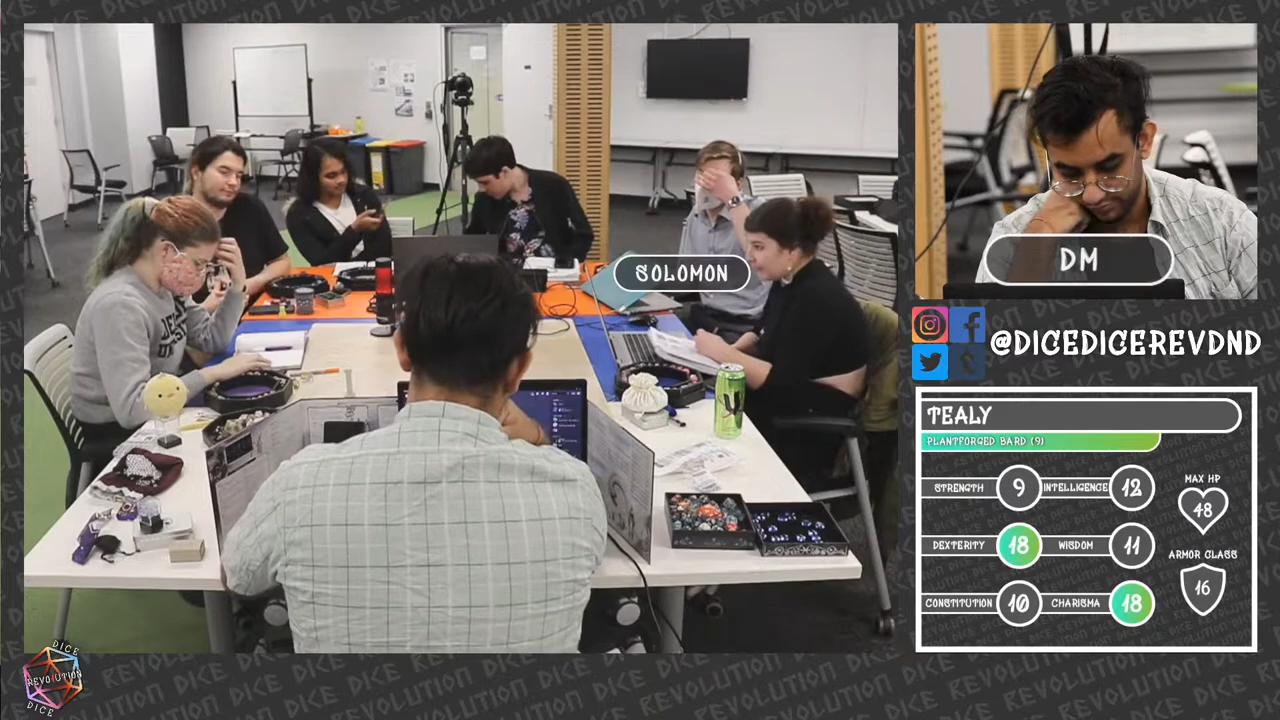 SOLOMON
DM
@DICEDICEREVDND
TEALY
PLANTFORGED BARD (9)
STRENGTH 9 INTELLIGENCE 12
MAX HP
48
DEXTERITY 18 WISDOM 11
ARMOR CLASS
16
CONSTITUTION 10 CHARISMA 18
DICE
REVOLUTION
DICE